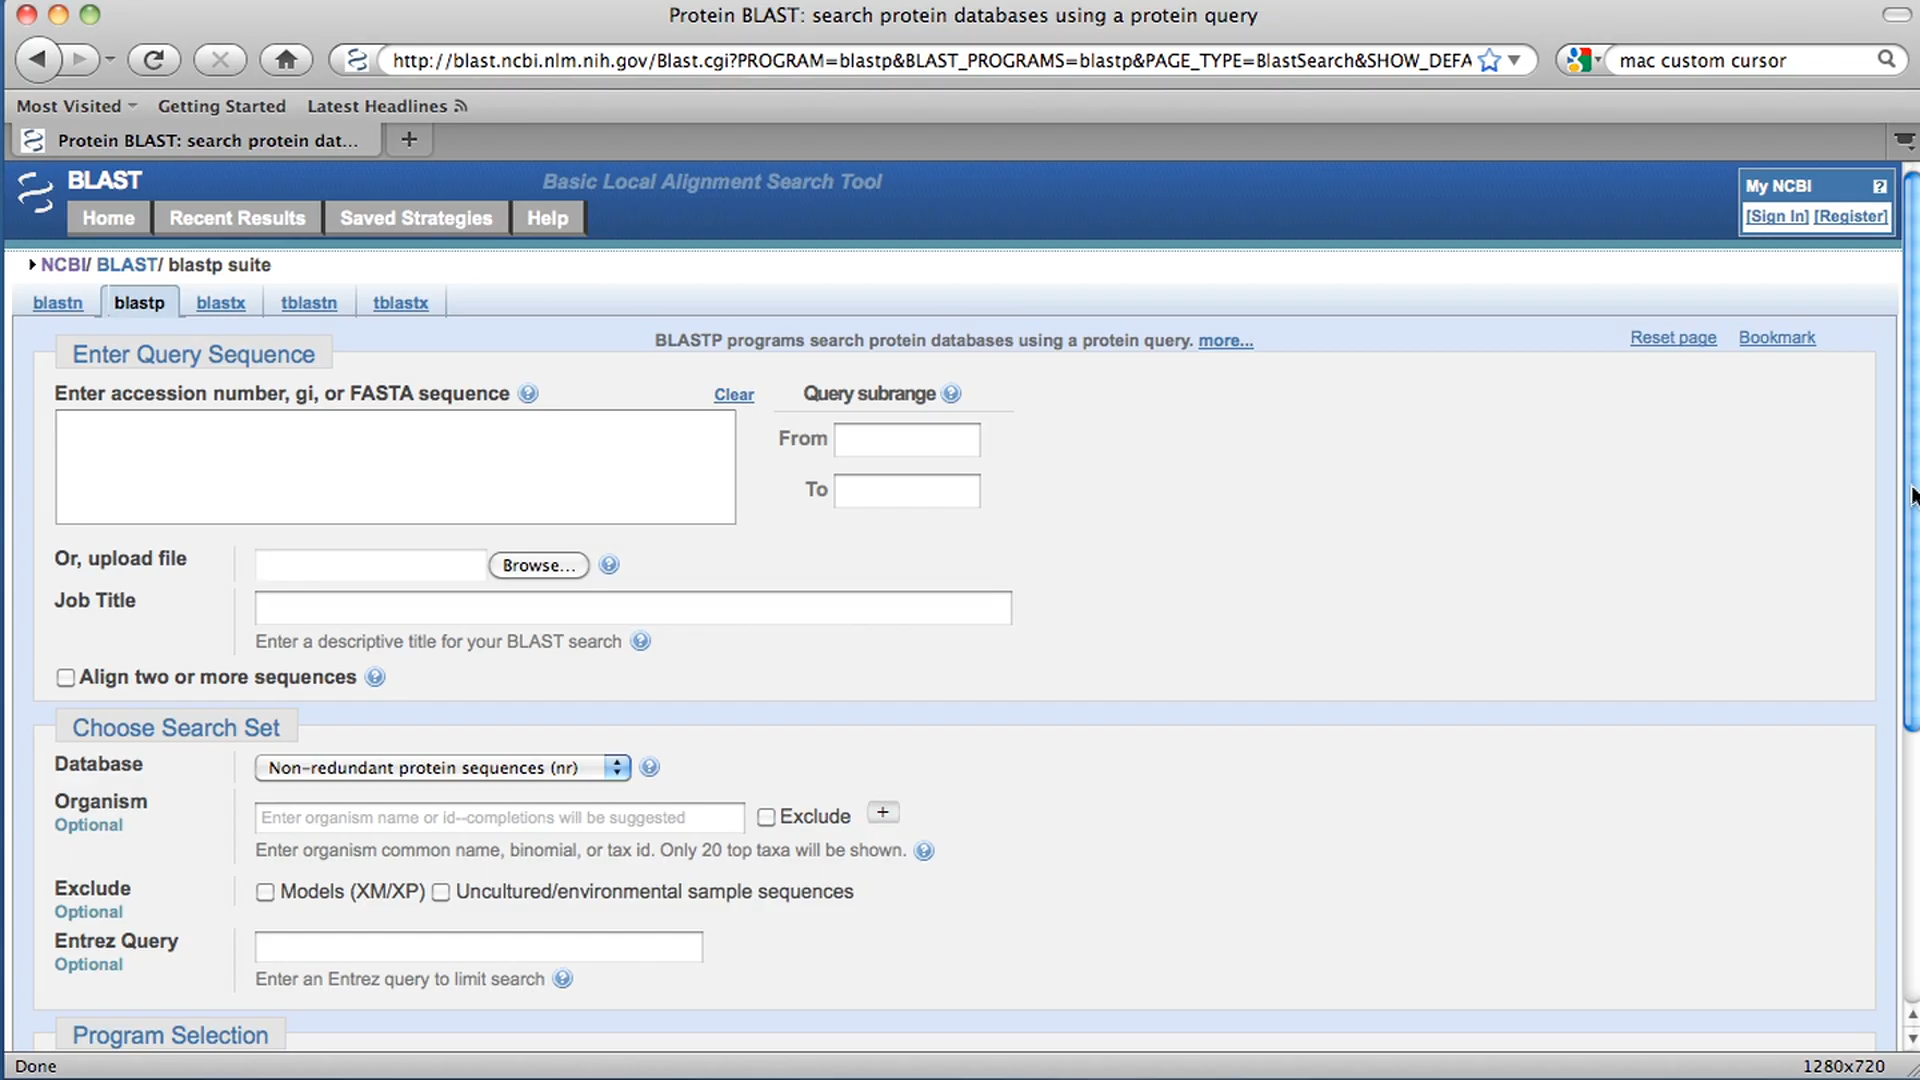 Protein BLAST: search protein databases using a protein query
http://blast.ncbi.nlm.nih.gov/Blast.cgi?PROGRAM=blastp&BLAST_PROGRAMS=blastp&PAGE_TYPE=BlastSearch&SHOW_DEFA
mac custom cursor
Most Visited Getting Started Latest Headlines
Protein BLAST: search protein dat...
BLAST Basic Local Alignment Search Tool
My NCBI ?
[Sign In] [Register]
Home Recent Results Saved Strategies Help
NCBI/ BLAST/ blastp suite
blastn blastp blastx tblastn tblastx
Enter Query Sequence
BLASTP programs search protein databases using a protein query. more...
Reset page Bookmark
Enter accession number, gi, or FASTA sequence ? Clear
Query subrange ?
From
To
Or, upload file Browse... ?
Job Title
Enter a descriptive title for your BLAST search ?
Align two or more sequences ?
Choose Search Set
Database Non-redundant protein sequences (nr) ?
Organism
Optional
Enter organism name or id--completions will be suggested Exclude +
Enter organism common name, binomial, or tax id. Only 20 top taxa will be shown. ?
Exclude
Optional
Models (XM/XP) Uncultured/environmental sample sequences
Entrez Query
Optional
Enter an Entrez query to limit search ?
Program Selection
Done 1280x720